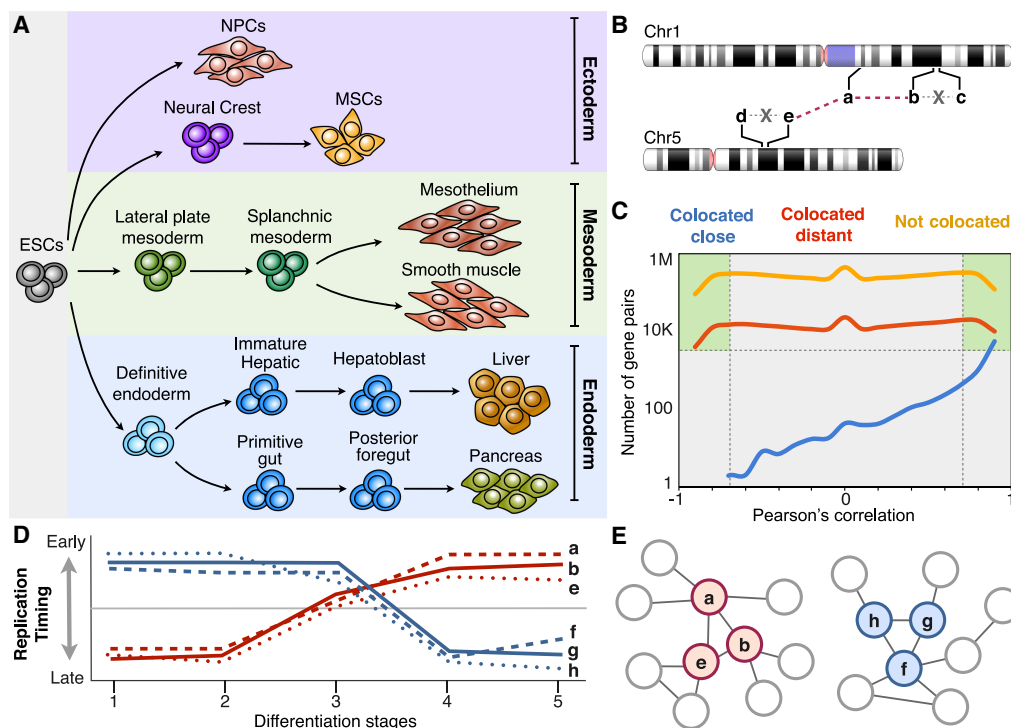 A
NPCs
Neural Crest
MSCs
Ectoderm
ESCs
Lateral plate
mesoderm
Splanchnic
mesoderm
Mesothelium
Smooth muscle
Mesoderm
Definitive
endoderm
Immature
Hepatic
Hepatoblast
Liver
Primitive
gut
Posterior
foregut
Pancreas
Endoderm
B
Chr1
a
b
X
c
d
X
e
Chr5
C
Colocated
close
Colocated
distant
Not colocated
Number of gene pairs
1M
10K
100
1
-1
0
1
Pearson's correlation
D
Early
Replication
Timing
Late
a
b
e
f
g
h
1
2
3
4
5
Differentiation stages
E
a
b
e
h
g
f